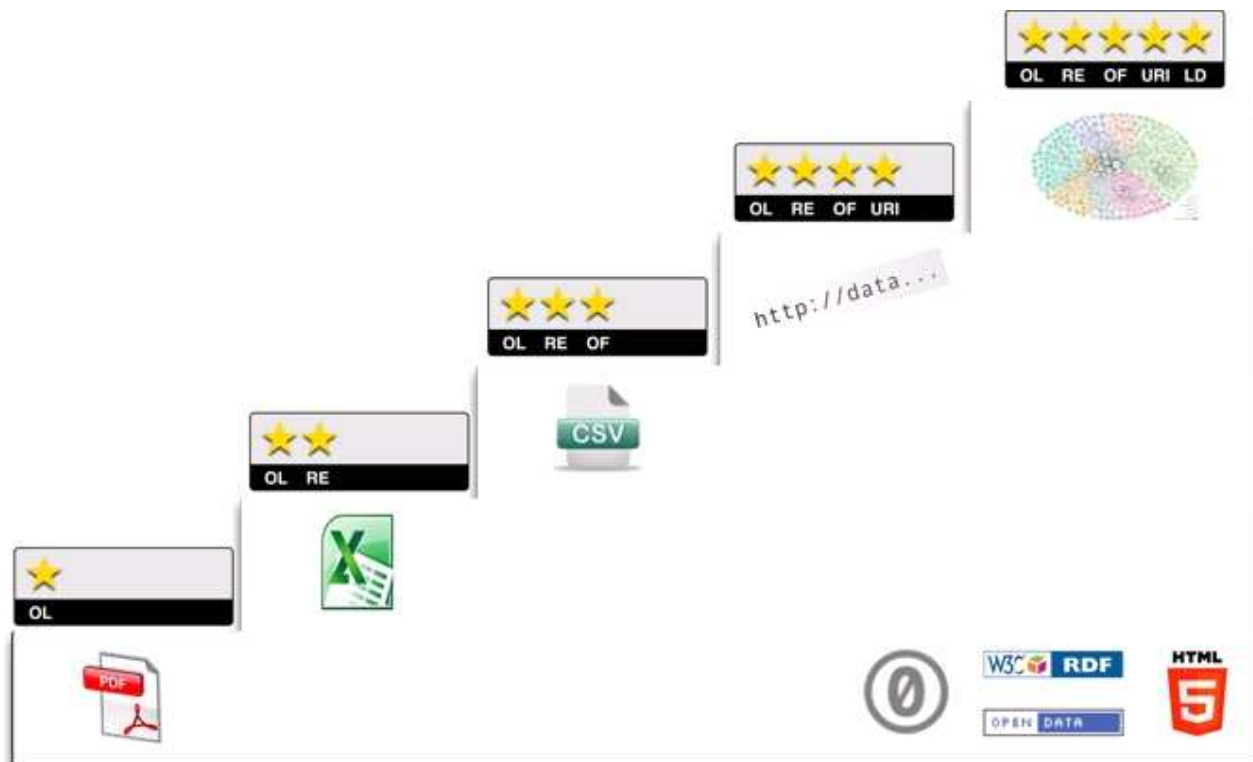 OL RE OF URI LD
OL RE OF URI
http://data...
OL RE OF
CSV
OL RE
X
OL
PDF
0
W3C RDF
OPEN DATA
HTML
5